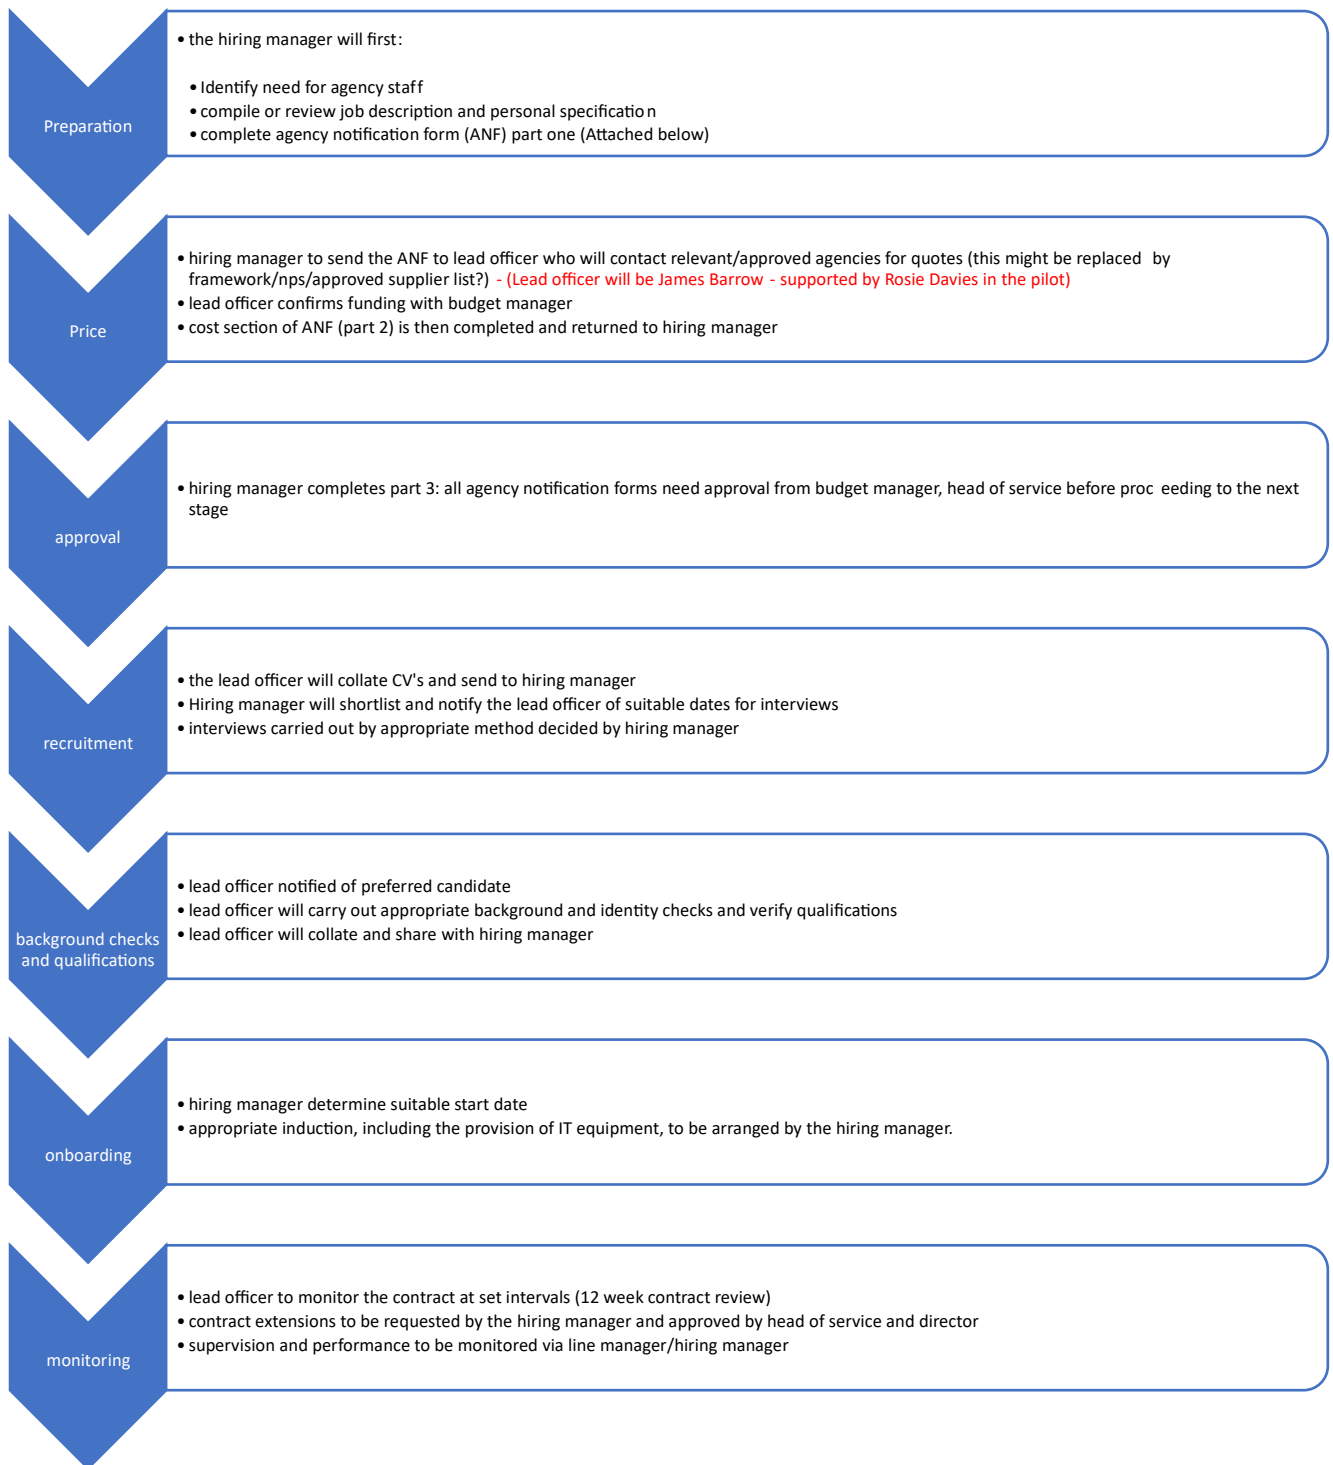 Preparation
• the hiring manager will first:
• Identify need for agency staff
• compile or review job description and personal specification
• complete agency notification form (ANF) part one (Attached below)
Price
• hiring manager to send the ANF to lead officer who will contact relevant/approved agencies for quotes (this might be replaced by
framework/nps/approved supplier list?) - (Lead officer will be James Barrow - supported by Rosie Davies in the pilot)
• lead officer confirms funding with budget manager
• cost section of ANF (part 2) is then completed and returned to hiring manager
approval
• hiring manager completes part 3: all agency notification forms need approval from budget manager, head of service before proc eeding to the next
stage
recruitment
• the lead officer will collate CV's and send to hiring manager
• Hiring manager will shortlist and notify the lead officer of suitable dates for interviews
• interviews carried out by appropriate method decided by hiring manager
background checks
and qualifications
• lead officer notified of preferred candidate
• lead officer will carry out appropriate background and identity checks and verify qualifications
• lead officer will collate and share with hiring manager
onboarding
• hiring manager determine suitable start date
• appropriate induction, including the provision of IT equipment, to be arranged by the hiring manager.
monitoring
• lead officer to monitor the contract at set intervals (12 week contract review)
• contract extensions to be requested by the hiring manager and approved by head of service and director
• supervision and performance to be monitored via line manager/hiring manager